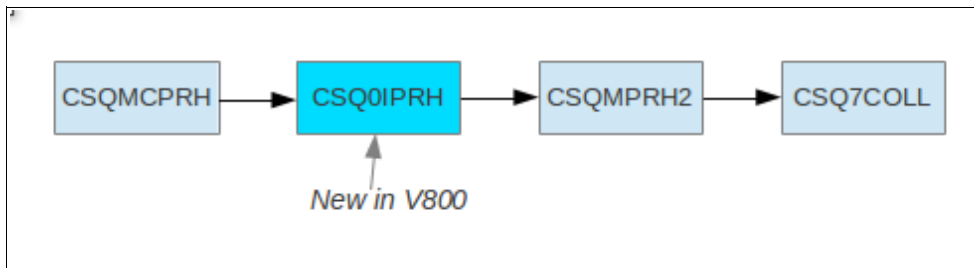 CSQMCPRH
CSQ0IPRH
CSQMPRH2
CSQ7COLL
New in V800